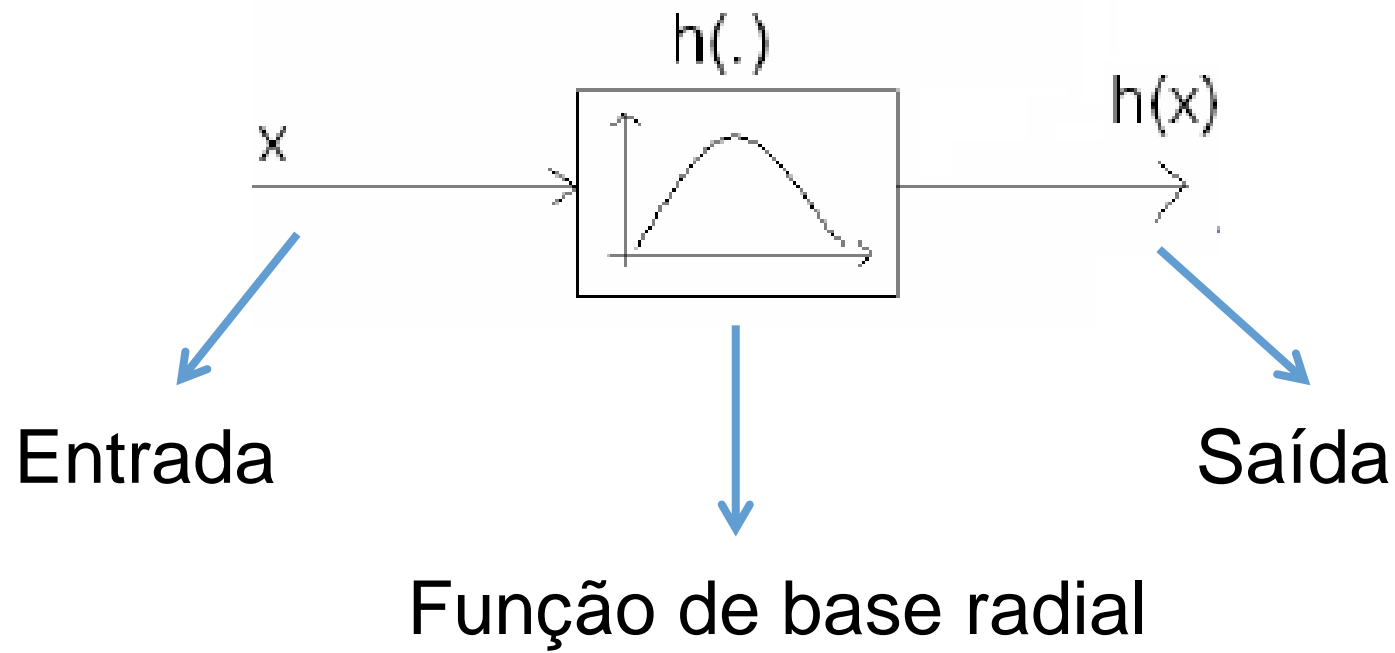 h(.)
x
h(x)
Entrada
Saída
Função de base radial